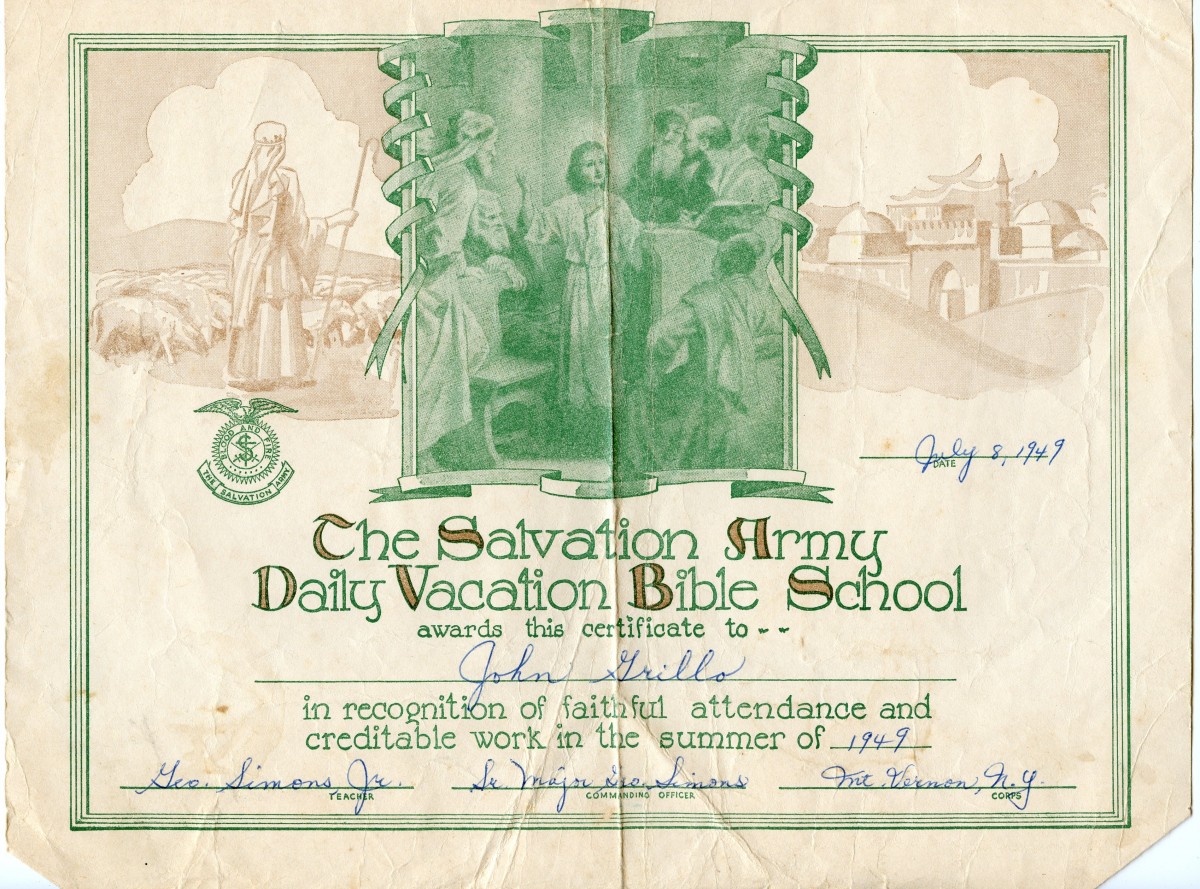 BLOOD AND FIRE
S
THE SALVATION ARMY
July 8, 1949
DATE
The Salvation Army
Daily Vacation Bible School
awards this certificate to - -
John Grillo
in recognition of faithful attendance and
creditable work in the summer of 1949
Geo. Simons, Jr. Sr. Major Geo. Simons Mt. Vernon, N.Y.
TEACHER COMMANDING OFFICER CORPS